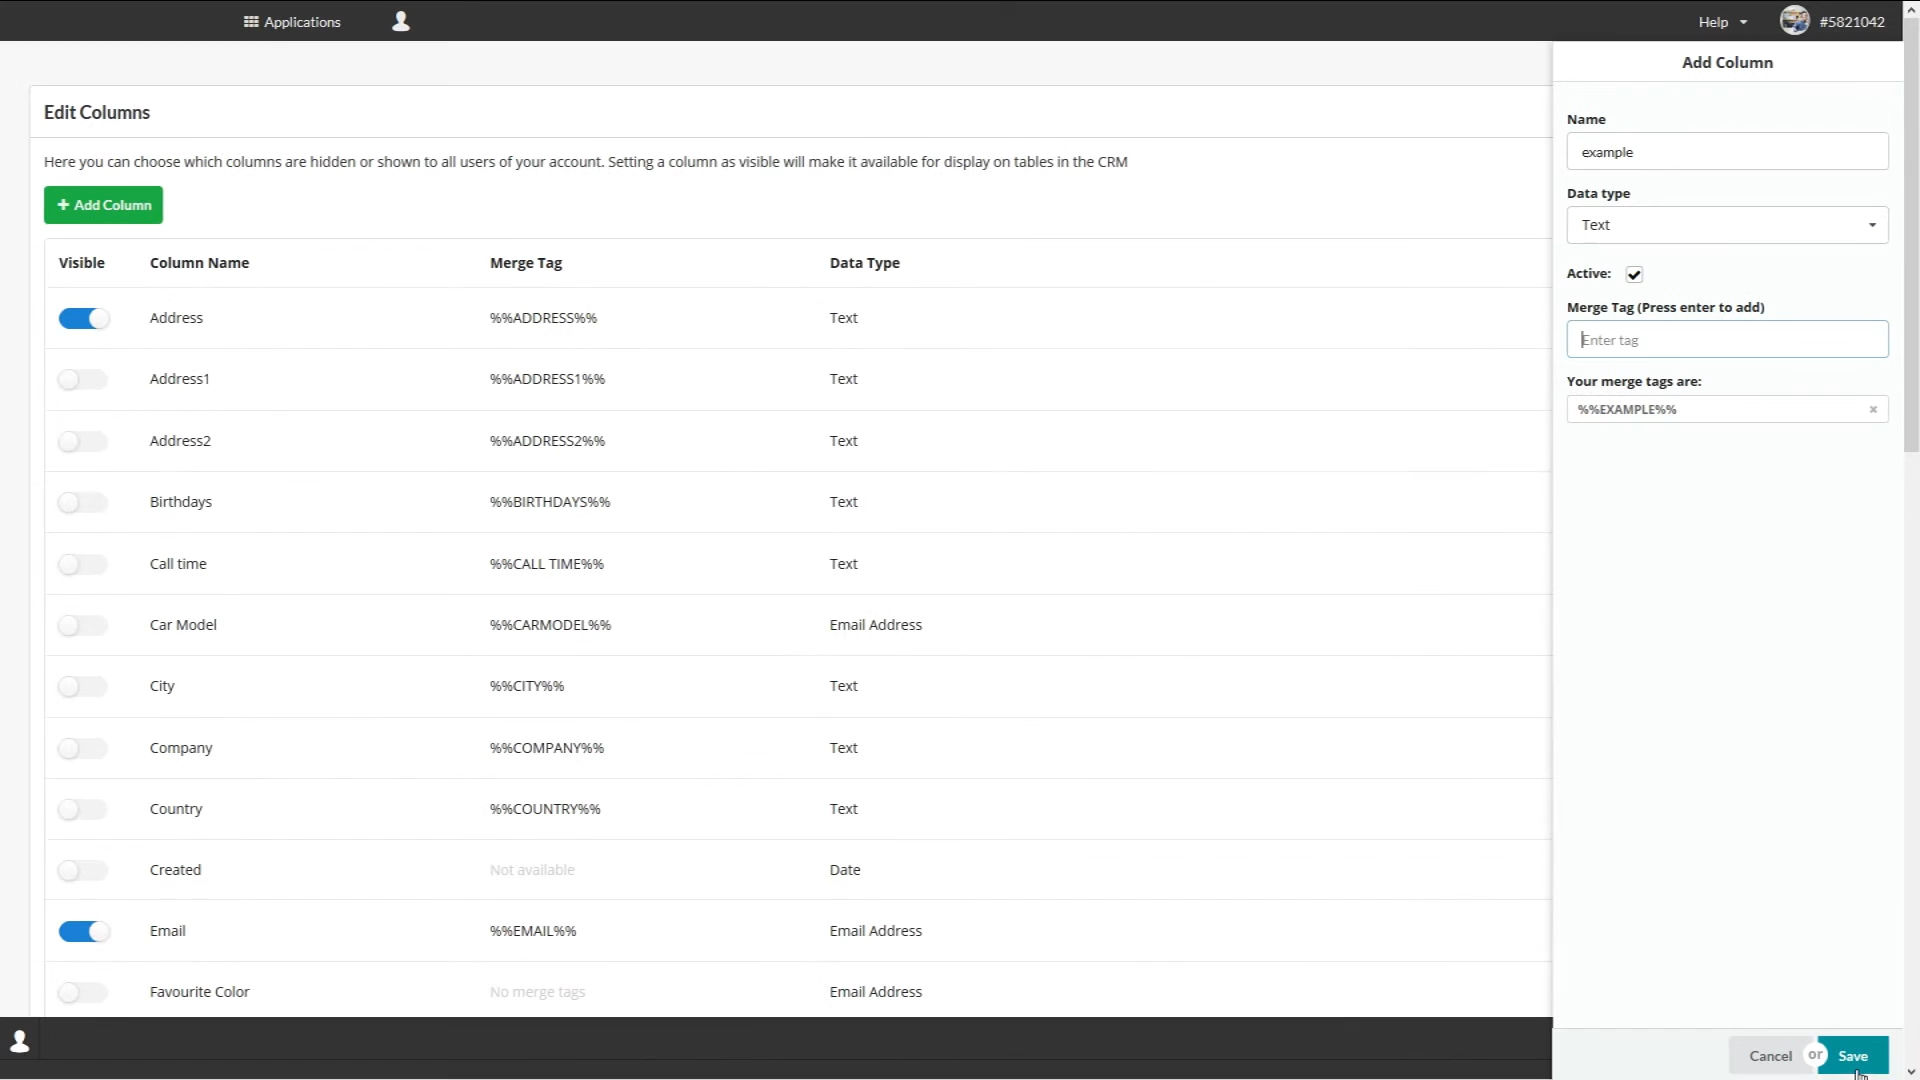 Applications
Help
#5821042
Add Column
Edit Columns
Here you can choose which columns are hidden or shown to all users of your account. Setting a column as visible will make it available for display on tables in the CRM
+ Add Column
Visible Column Name Merge Tag Data Type
Address %%ADDRESS%% Text
Address1 %%ADDRESS1%% Text
Address2 %%ADDRESS2%% Text
Birthdays %%BIRTHDAYS%% Text
Call time %%CALL TIME%% Text
Car Model %%CARMODEL%% Email Address
City %%CITY%% Text
Company %%COMPANY%% Text
Country %%COUNTRY%% Text
Created Not available Date
Email %%EMAIL%% Email Address
Favourite Color No merge tags Email Address
Name
example
Data type
Text
Active:
Merge Tag (Press enter to add)
Enter tag
Your merge tags are:
%%EXAMPLE%%
Cancel or Save